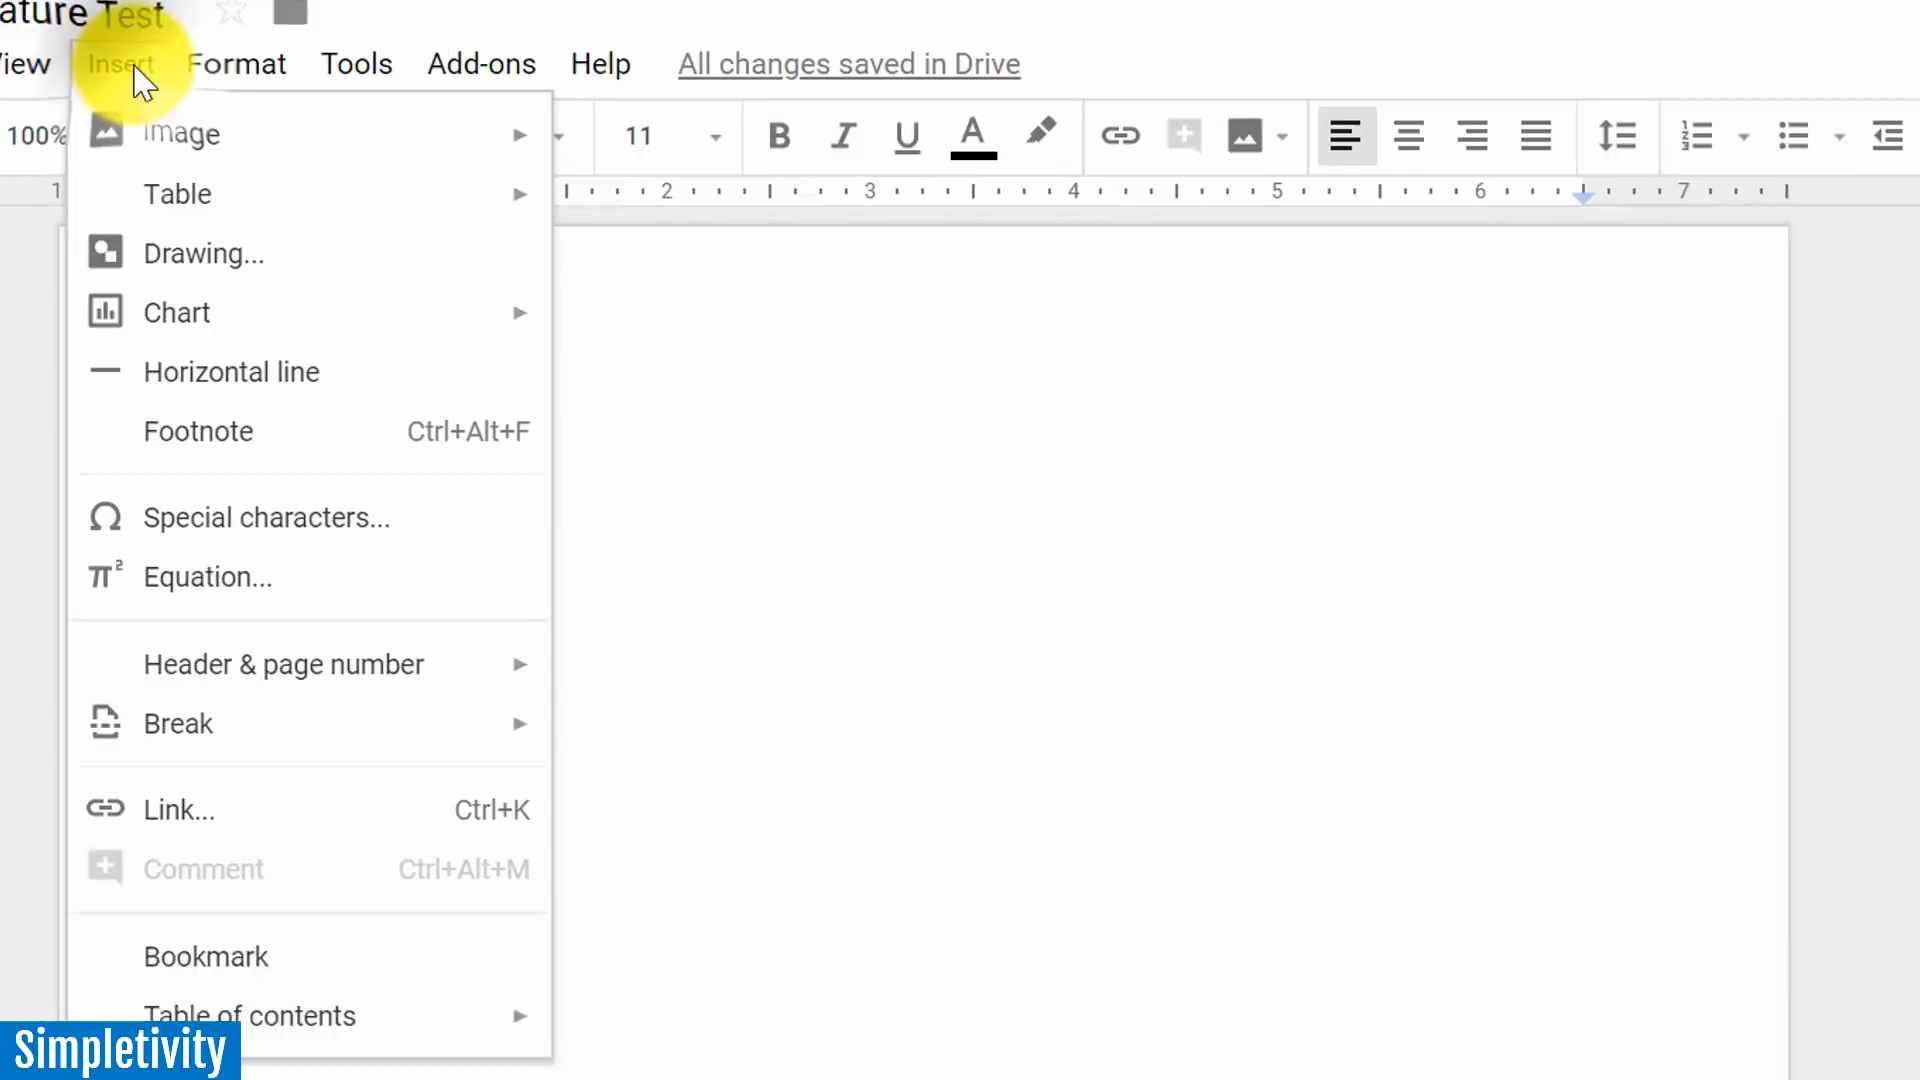 ature Test
View Insert Format Tools Add-ons Help All changes saved in Drive
100% 11 B I U A
1 2 3 4 5 6 7
Image
Table
Drawing...
Chart
Horizontal line
Footnote Ctrl+Alt+F
Special characters...
Equation...
Header & page number
Break
Link... Ctrl+K
Comment Ctrl+Alt+M
Bookmark
Table of contents
Simpletivity